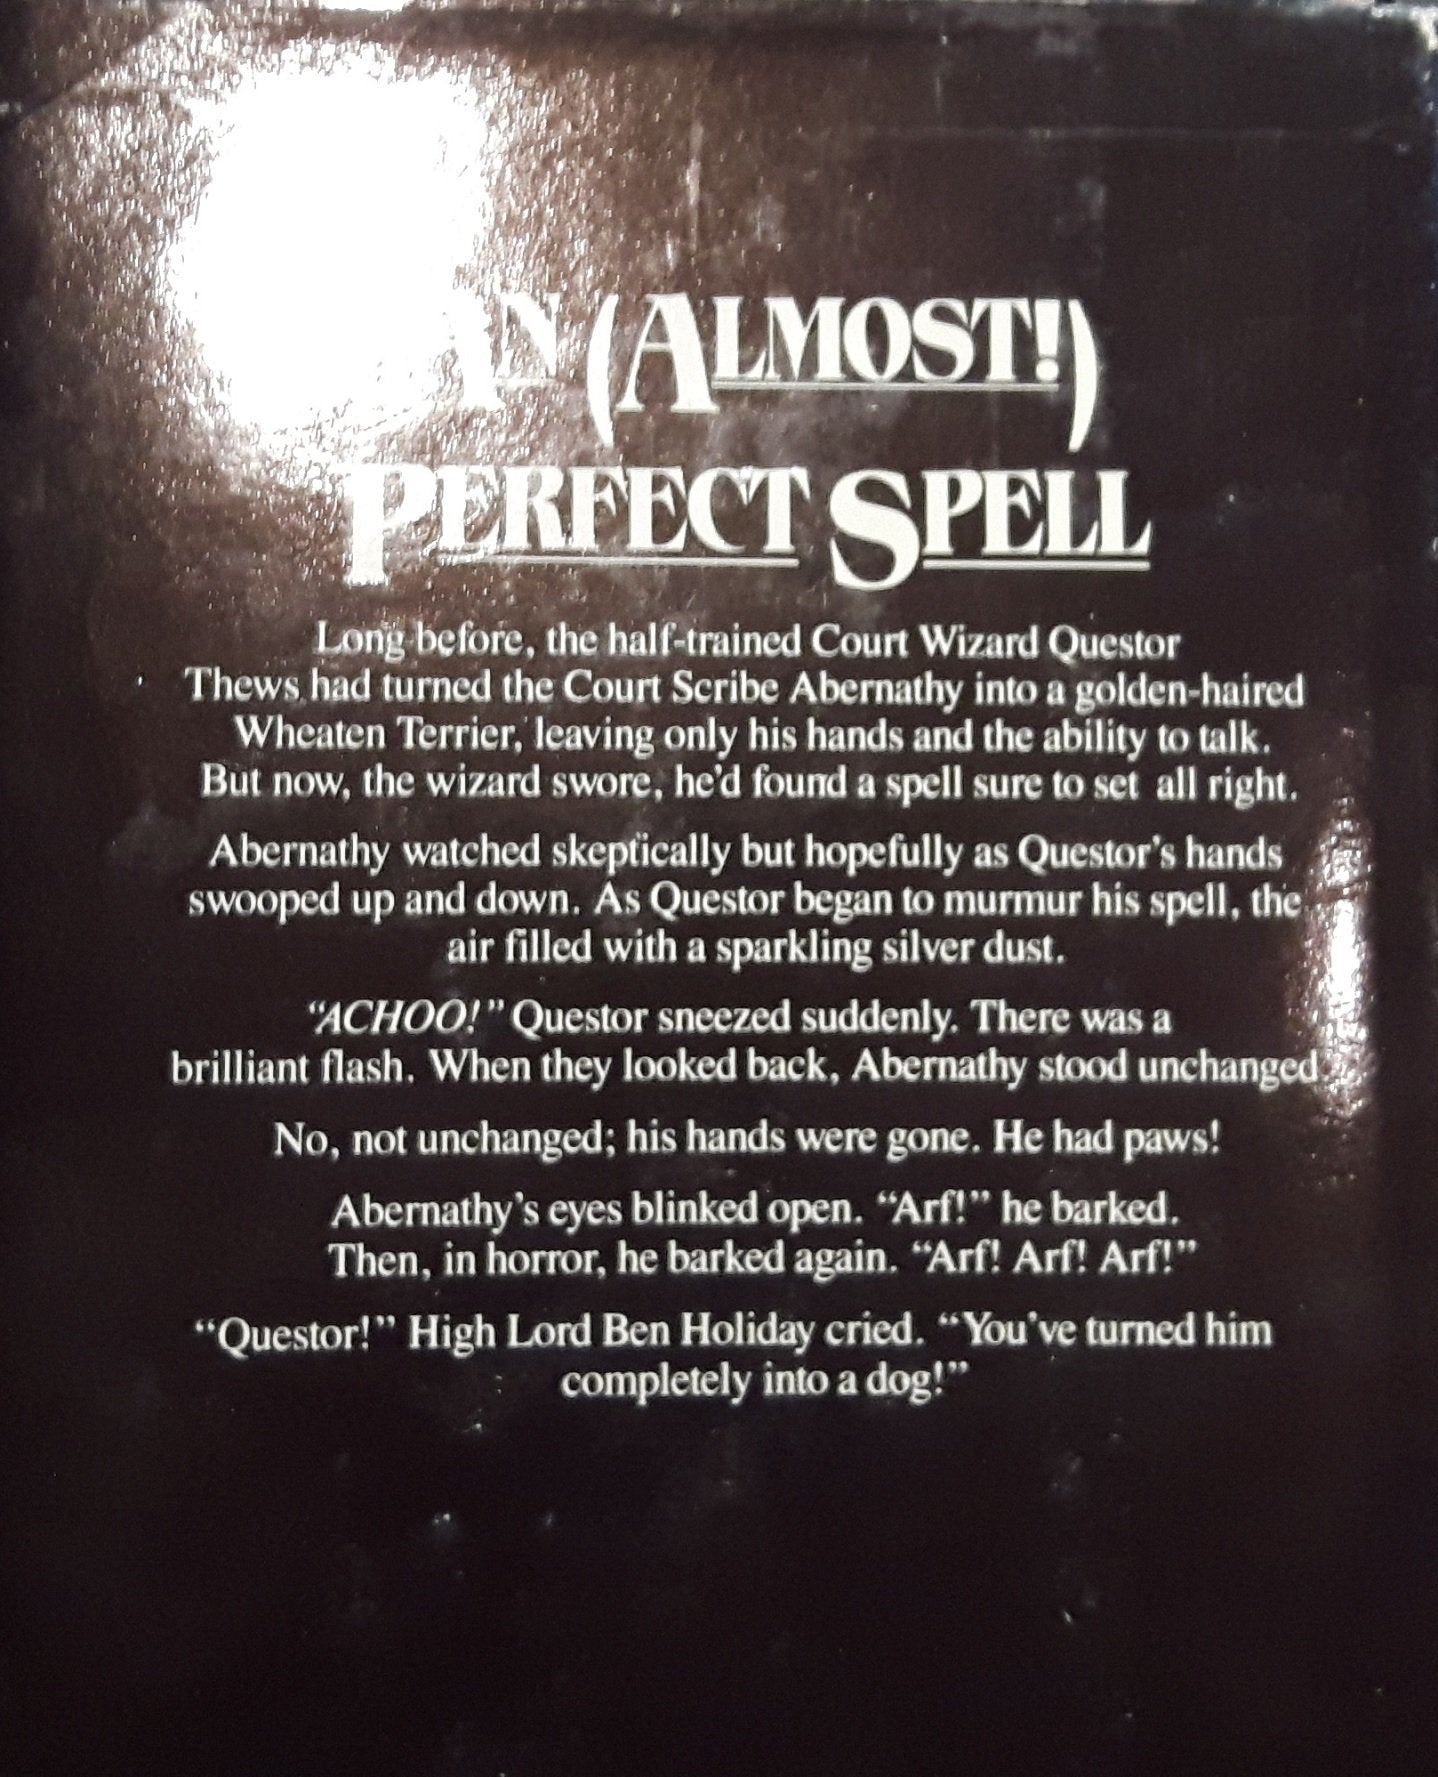 AN (ALMOST!)
PERFECT SPELL
Long before, the half-trained Court Wizard Questor
Thews had turned the Court Scribe Abernathy into a golden-haired
Wheaten Terrier, leaving only his hands and the ability to talk.
But now, the wizard swore, he'd found a spell sure to set all right.
Abernathy watched skeptically but hopefully as Questor's hands
swooped up and down. As Questor began to murmur his spell, the
air filled with a sparkling silver dust.
“ACHOO!” Questor sneezed suddenly. There was a
brilliant flash. When they looked back, Abernathy stood unchanged.
No, not unchanged; his hands were gone. He had paws!
Abernathy's eyes blinked open. “Arf!” he barked.
Then, in horror, he barked again. “Arf! Arf! Arf!”
“Questor!” High Lord Ben Holiday cried. “You've turned him
completely into a dog!”